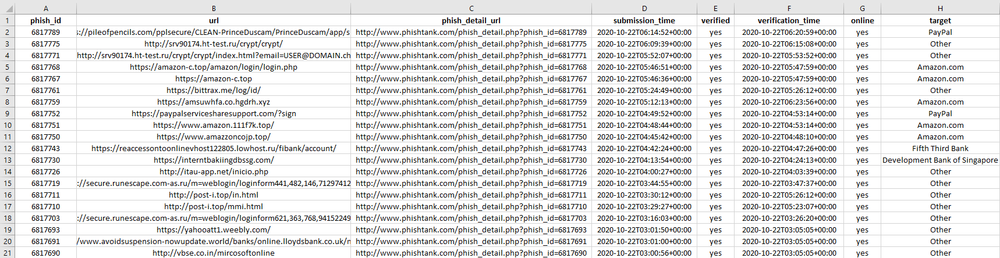 A B C D E F G H
1 phish_id url phish_detail_url submission_time verified verification_time online target
2 6817789 s://pileofpencils.com/pplsecure/CLEAN-PrinceDuscam/PrinceDuscam/app/s http://www.phishtank.com/phish_detail.php?phish_id=6817789 2020-10-22T06:14:52+00:00 yes 2020-10-22T06:20:59+00:00 yes PayPal
3 6817775 http://srv90174.ht-test.ru/crypt/crypt/ http://www.phishtank.com/phish_detail.php?phish_id=6817775 2020-10-22T06:09:39+00:00 yes 2020-10-22T06:15:08+00:00 yes Other
4 6817771 http://srv90174.ht-test.ru/crypt/crypt/index.html?email=USER@DOMAIN.ch http://www.phishtank.com/phish_detail.php?phish_id=6817771 2020-10-22T05:52:07+00:00 yes 2020-10-22T05:53:52+00:00 yes Other
5 6817768 https://amazon-c.top/amazon/login/login.php http://www.phishtank.com/phish_detail.php?phish_id=6817768 2020-10-22T05:46:51+00:00 yes 2020-10-22T05:47:59+00:00 yes Amazon.com
6 6817767 https://amazon-c.top http://www.phishtank.com/phish_detail.php?phish_id=6817767 2020-10-22T05:46:36+00:00 yes 2020-10-22T05:47:59+00:00 yes Amazon.com
7 6817761 https://bittrax.me/log/id/ http://www.phishtank.com/phish_detail.php?phish_id=6817761 2020-10-22T05:24:49+00:00 yes 2020-10-22T05:26:12+00:00 yes Other
8 6817759 https://amsuwhfa.co.hgdrh.xyz http://www.phishtank.com/phish_detail.php?phish_id=6817759 2020-10-22T05:12:13+00:00 yes 2020-10-22T06:23:56+00:00 yes Amazon.com
9 6817752 https://paypalservicesharesupport.com/?sign http://www.phishtank.com/phish_detail.php?phish_id=6817752 2020-10-22T04:49:52+00:00 yes 2020-10-22T04:53:14+00:00 yes PayPal
10 6817751 https://www.amazon.111f7k.top/ http://www.phishtank.com/phish_detail.php?phish_id=6817751 2020-10-22T04:48:44+00:00 yes 2020-10-22T04:53:14+00:00 yes Amazon.com
11 6817750 https://www.amazzoncojp.top/ http://www.phishtank.com/phish_detail.php?phish_id=6817750 2020-10-22T04:45:42+00:00 yes 2020-10-22T04:48:10+00:00 yes Amazon.com
12 6817743 https://reaccessontoonlinevhost122805.lowhost.ru/fibank/account/ http://www.phishtank.com/phish_detail.php?phish_id=6817743 2020-10-22T04:42:24+00:00 yes 2020-10-22T04:47:26+00:00 yes Fifth Third Bank
13 6817730 https://interntbakiingdbssg.com/ http://www.phishtank.com/phish_detail.php?phish_id=6817730 2020-10-22T04:13:54+00:00 yes 2020-10-22T04:24:13+00:00 yes Development Bank of Singapore
14 6817726 http://itau-app.net/inicio.php http://www.phishtank.com/phish_detail.php?phish_id=6817726 2020-10-22T04:00:27+00:00 yes 2020-10-22T04:03:39+00:00 yes Other
15 6817719 ://secure.runescape.com-as.ru/m=weblogin/loginform441,482,146,71297412 http://www.phishtank.com/phish_detail.php?phish_id=6817719 2020-10-22T03:44:55+00:00 yes 2020-10-22T03:47:37+00:00 yes Other
16 6817711 http://post-i.top/in.html http://www.phishtank.com/phish_detail.php?phish_id=6817711 2020-10-22T03:30:12+00:00 yes 2020-10-22T05:26:12+00:00 yes Other
17 6817710 http://post-i.top/mmi.html http://www.phishtank.com/phish_detail.php?phish_id=6817710 2020-10-22T03:29:27+00:00 yes 2020-10-22T05:23:07+00:00 yes Other
18 6817703 ://secure.runescape.com-as.ru/m=weblogin/loginform621,363,768,94152249 http://www.phishtank.com/phish_detail.php?phish_id=6817703 2020-10-22T03:16:03+00:00 yes 2020-10-22T03:26:20+00:00 yes Other
19 6817693 https://yahooatt1.weebly.com/ http://www.phishtank.com/phish_detail.php?phish_id=6817693 2020-10-22T03:01:50+00:00 yes 2020-10-22T03:05:05+00:00 yes Other
20 6817691 /www.avoidsuspension-nowupdate.world/banks/online.lloydsbank.co.uk/n http://www.phishtank.com/phish_detail.php?phish_id=6817691 2020-10-22T03:01:00+00:00 yes 2020-10-22T03:05:05+00:00 yes Other
21 6817690 http://vbse.co.in/mircosoftonline http://www.phishtank.com/phish_detail.php?phish_id=6817690 2020-10-22T03:00:56+00:00 yes 2020-10-22T03:05:05+00:00 yes Other